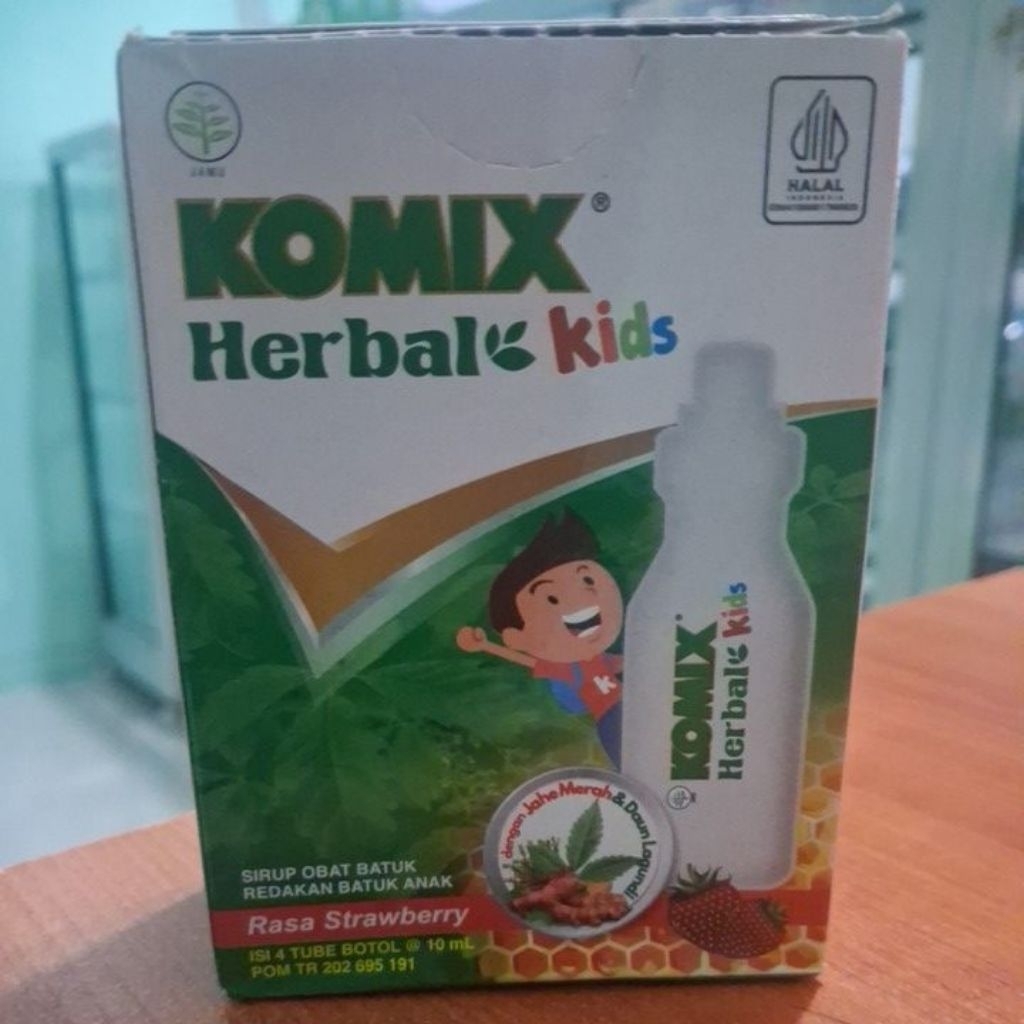 JAMU
HALAL
INDONESIA
KOMIX®
Herbal kids
k
KOMIX®
Herbal kids
dengan Jahe Merah & Daun Lagundi
SIRUP OBAT BATUK
REDAKAN BATUK ANAK
Rasa Strawberry
ISI 4 TUBE BOTOL @ 10 mL
POM TR 202 695 191